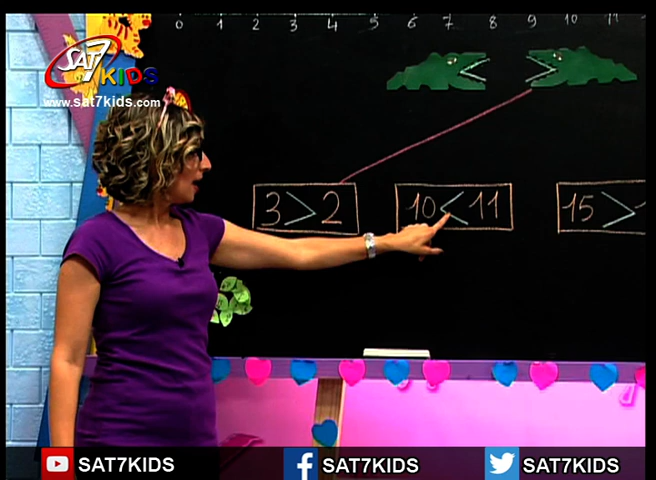 0 1 2 3 4 5 6 7 8 9 10 11
SAT7
KIDS
www.sat7kids.com
3>2
10<11
15>
SAT7KIDS
SAT7KIDS
SAT7KIDS